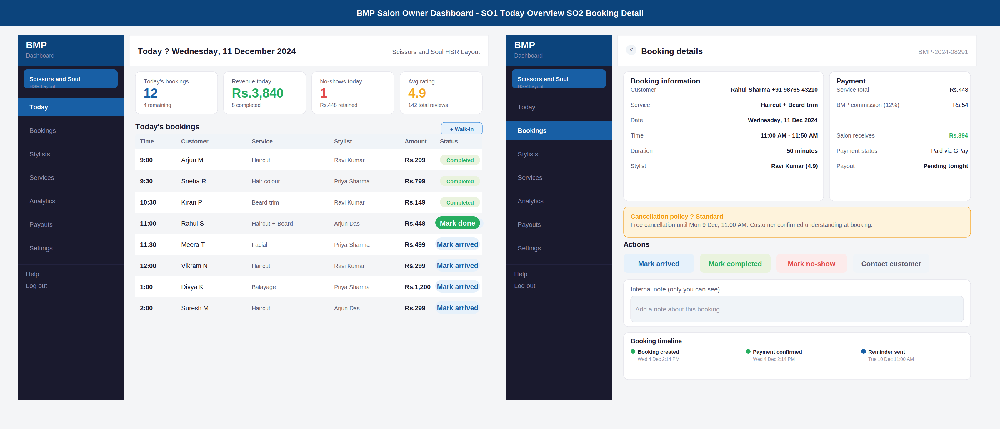 BMP Salon Owner Dashboard - SO1 Today Overview SO2 Booking Detail
BMP
Dashboard
Scissors and Soul
HSR Layout
Today
Bookings
Stylists
Services
Analytics
Payouts
Settings
Help
Log out
Today ? Wednesday, 11 December 2024
Scissors and Soul HSR Layout
Today's bookings
12
4 remaining
Revenue today
Rs.3,840
8 completed
No-shows today
1
Rs.448 retained
Avg rating
4.9
142 total reviews
Today's bookings
+ Walk-in
Time Customer Service Stylist Amount Status
9:00 Arjun M Haircut Ravi Kumar Rs.299 Completed
9:30 Sneha R Hair colour Priya Sharma Rs.799 Completed
10:30 Kiran P Beard trim Ravi Kumar Rs.149 Completed
11:00 Rahul S Haircut + Beard Arjun Das Rs.448 Mark done
11:30 Meera T Facial Priya Sharma Rs.499 Mark arrived
12:00 Vikram N Haircut Ravi Kumar Rs.299 Mark arrived
1:00 Divya K Balayage Priya Sharma Rs.1,200 Mark arrived
2:00 Suresh M Haircut Arjun Das Rs.299 Mark arrived
BMP
Dashboard
Scissors and Soul
HSR Layout
Today
Bookings
Stylists
Services
Analytics
Payouts
Settings
Help
Log out
< Booking details
BMP-2024-08291
Booking information
Customer Rahul Sharma +91 98765 43210
Service Haircut + Beard trim
Date Wednesday, 11 Dec 2024
Time 11:00 AM - 11:50 AM
Duration 50 minutes
Stylist Ravi Kumar (4.9)
Payment
Service total Rs.448
BMP commission (12%) - Rs.54
Salon receives Rs.394
Payment status Paid via GPay
Payout Pending tonight
Cancellation policy ? Standard
Free cancellation until Mon 9 Dec, 11:00 AM. Customer confirmed understanding at booking.
Actions
Mark arrived
Mark completed
Mark no-show
Contact customer
Internal note (only you can see)
Add a note about this booking...
Booking timeline
Booking created
Wed 4 Dec 2:14 PM
Payment confirmed
Wed 4 Dec 2:14 PM
Reminder sent
Tue 10 Dec 11:00 AM